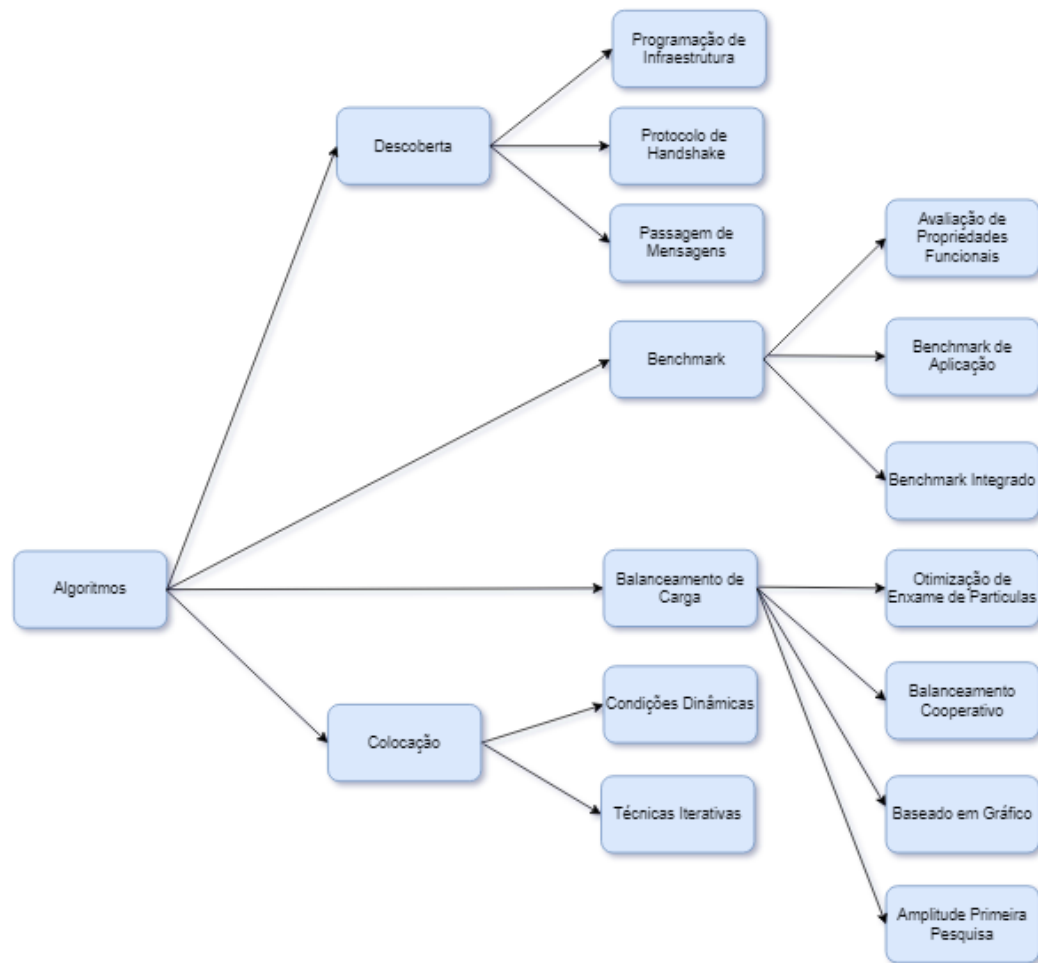 Programação de
Infraestrutura
Descoberta
Protocolo de
Handshake
Passagem de
Mensagens
Avaliação de
Propriedades
Funcionais
Benchmark
Benchmark de
Aplicação
Benchmark Integrado
Algoritmos
Balanceamento de
Carga
Otimização de
Enxame de Particulas
Condições Dinâmicas
Balanceamento
Cooperativo
Colocação
Técnicas Iterativas
Baseado em Gráfico
Amplitude Primeira
Pesquisa